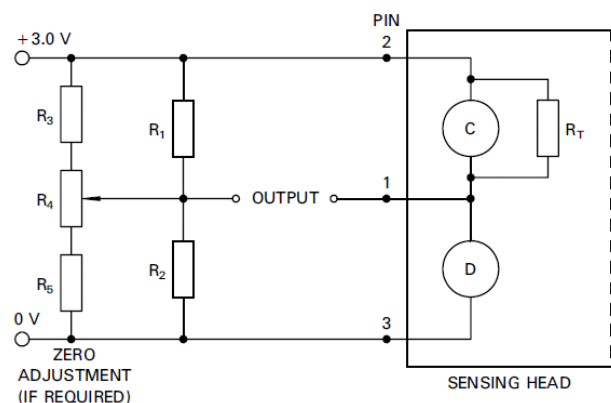 +3.0 V
PIN
2
R3
R1
C
RT
R4
OUTPUT
1
R5
R2
D
0 V
3
ZERO
ADJUSTMENT
(IF REQUIRED)
SENSING HEAD